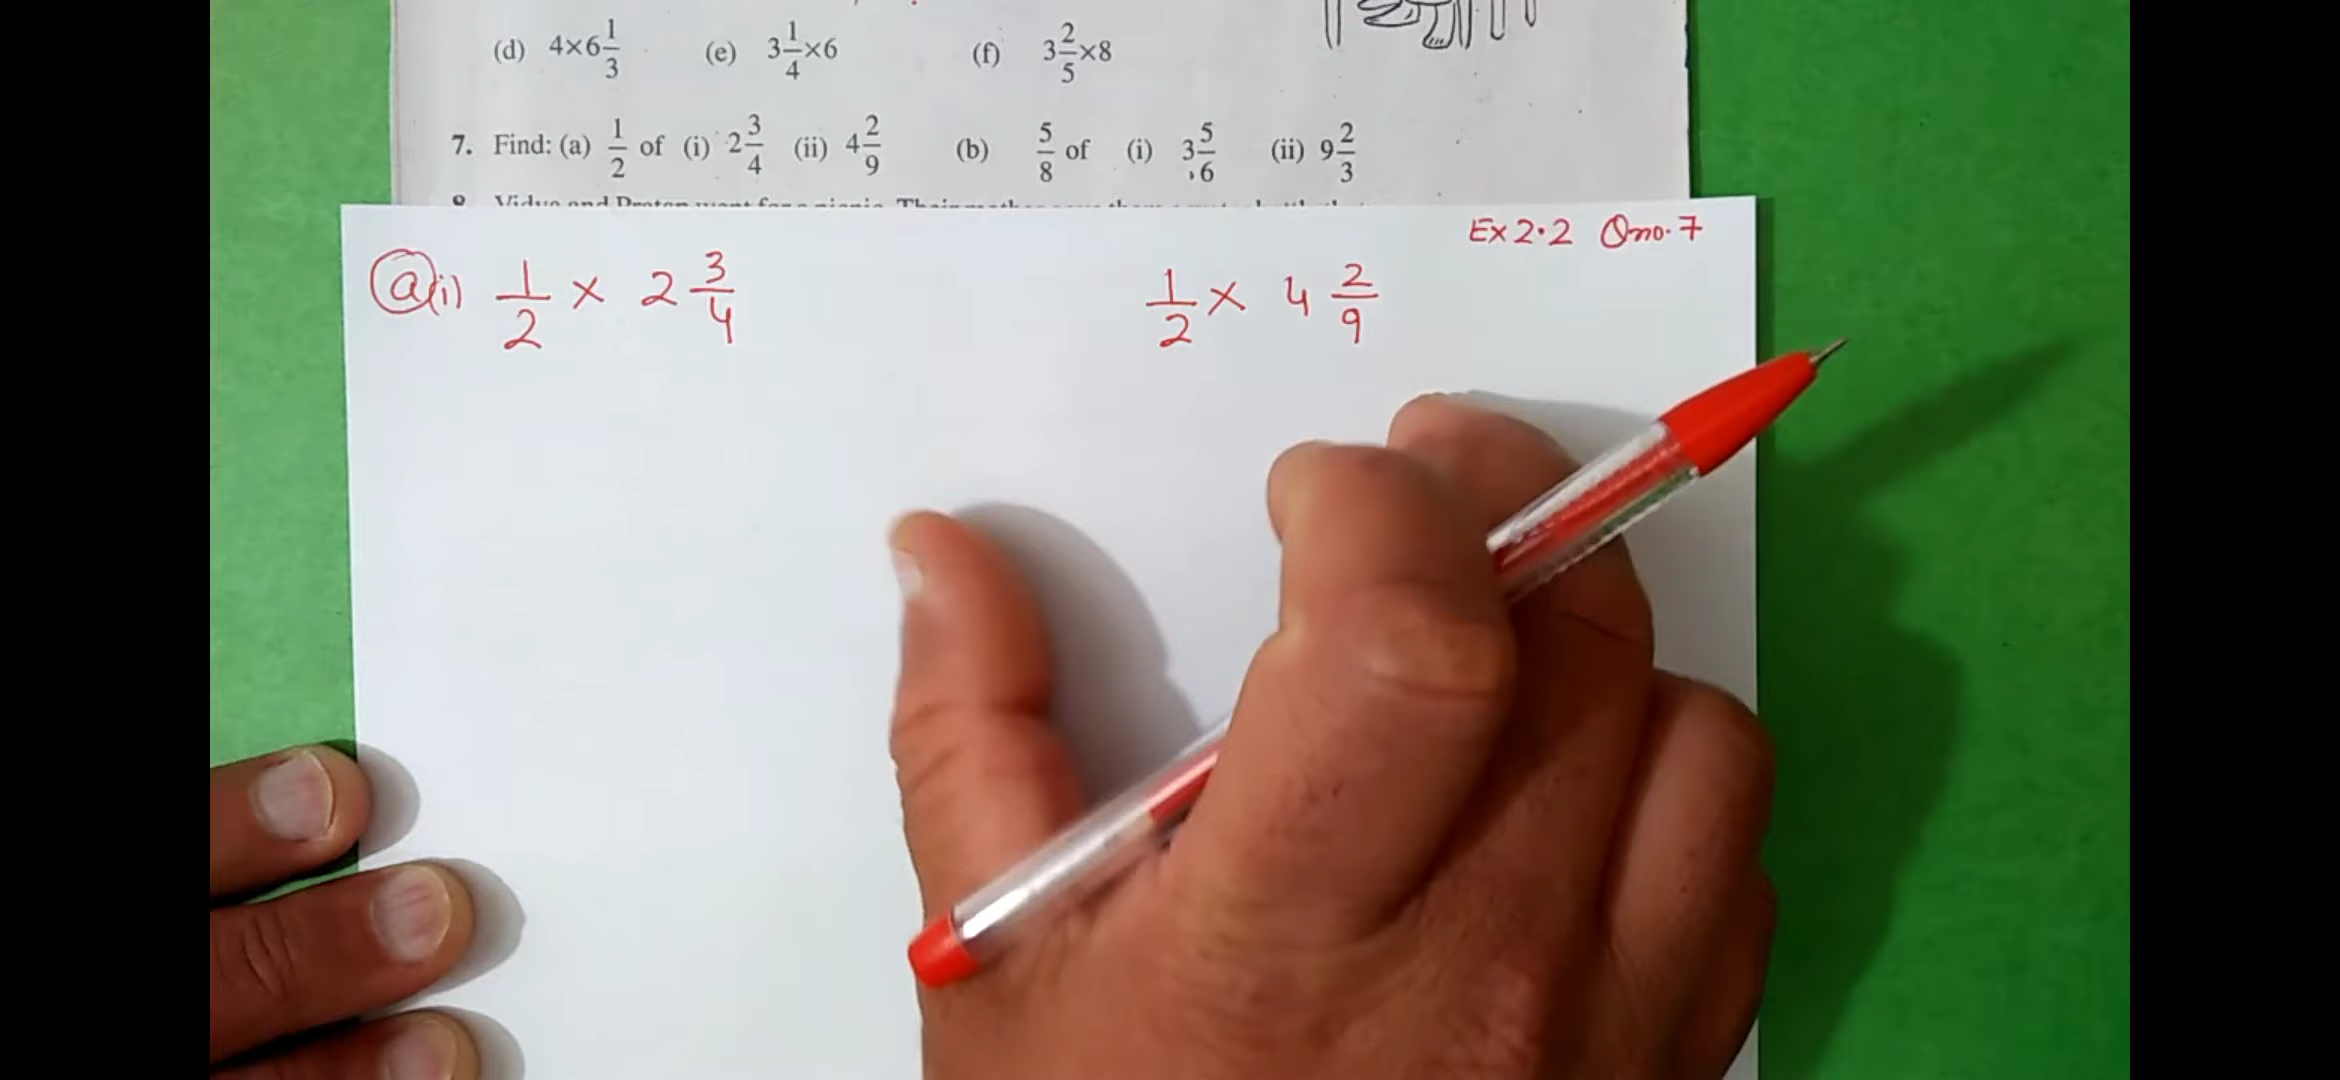 (d) 4×6 1/3 (e) 3 1/4 ×6 (f) 3 2/5 ×8
7. Find: (a) 1/2 of (i) 2 3/4 (ii) 4 2/9 (b) 5/8 of (i) 3 5/6 (ii) 9 2/3
Ex 2.2 Qno. 7
a (i) 1/2 × 2 3/4 1/2 × 4 2/9